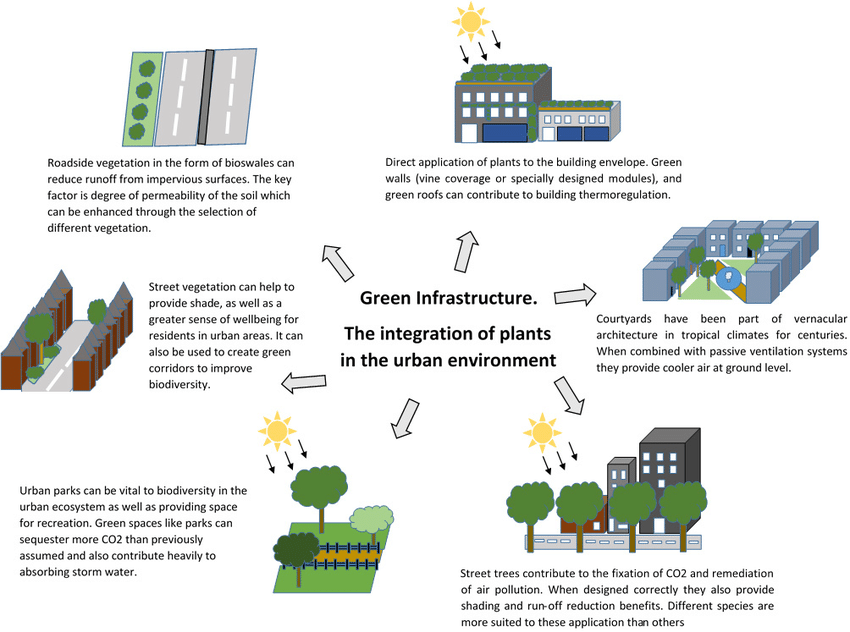 Roadside vegetation in the form of bioswales can
reduce runoff from impervious surfaces. The key
factor is degree of permeability of the soil which
can be enhanced through the selection of
different vegetation.
Direct application of plants to the building envelope. Green
walls (vine coverage or specially designed modules), and
green roofs can contribute to building thermoregulation.
Street vegetation can help to
provide shade, as well as a
greater sense of wellbeing for
residents in urban areas. It can
also be used to create green
corridors to improve
biodiversity.
Green Infrastructure.
The integration of plants
in the urban environment
Courtyards have been part of vernacular
architecture in tropical climates for centuries.
When combined with passive ventilation systems
they provide cooler air at ground level.
Urban parks can be vital to biodiversity in the
urban ecosystem as well as providing space
for recreation. Green spaces like parks can
sequester more CO2 than previously
assumed and also contribute heavily to
absorbing storm water.
Street trees contribute to the fixation of CO2 and remediation
of air pollution. When designed correctly they also provide
shading and run-off reduction benefits. Different species are
more suited to these application than others